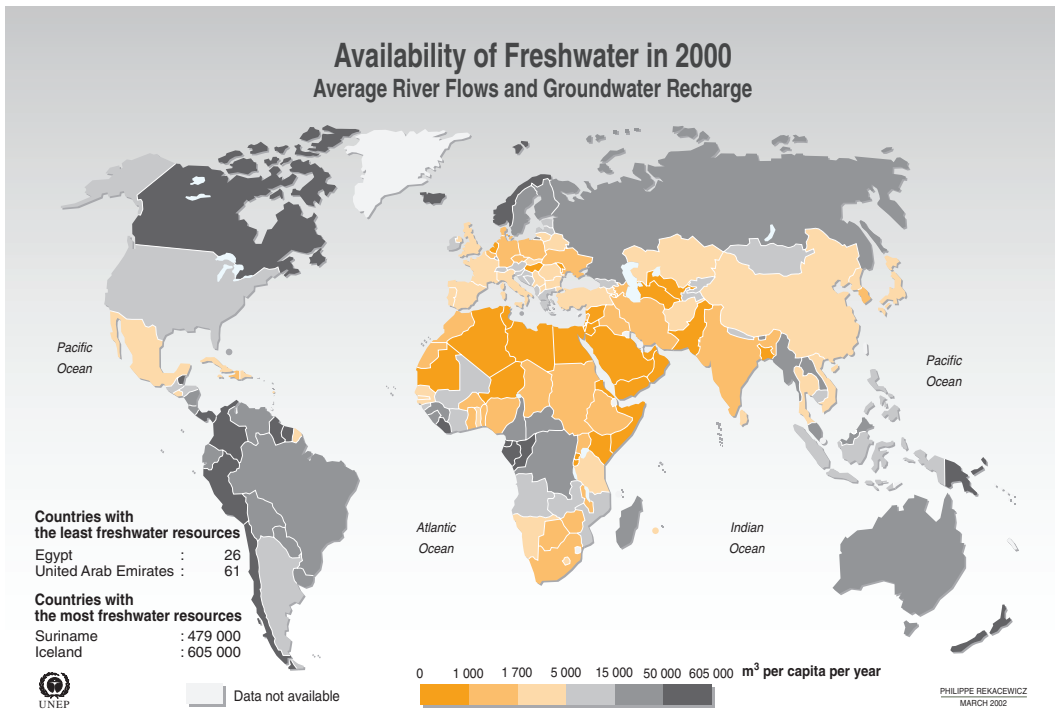 Availability of Freshwater in 2000
Average River Flows and Groundwater Recharge
Pacific
Ocean
Pacific
Ocean
Atlantic
Ocean
Indian
Ocean
Countries with
the least freshwater resources
Egypt : 26
United Arab Emirates : 61
Countries with
the most freshwater resources
Suriname : 479 000
Iceland : 605 000
0 1 000 1 700 5 000 15 000 50 000 605 000 m³ per capita per year
Data not available
UNEP
PHILIPPE REKACEWICZ
MARCH 2002